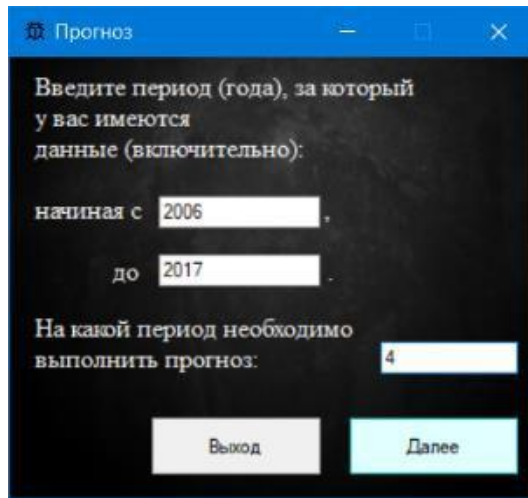 Прогноз
Введите период (года), за который
у вас имеются
данные (включительно):
начиная с 2006 ,
до 2017 .
На какой период необходимо
выполнить прогноз: 4
Выход Далее